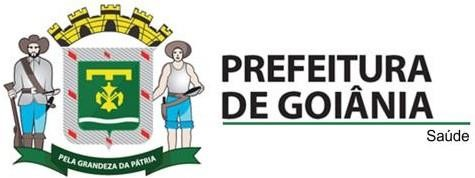 PREFEITURA
DE GOIÂNIA
Saúde
PELA GRANDEZA DA PÁTRIA